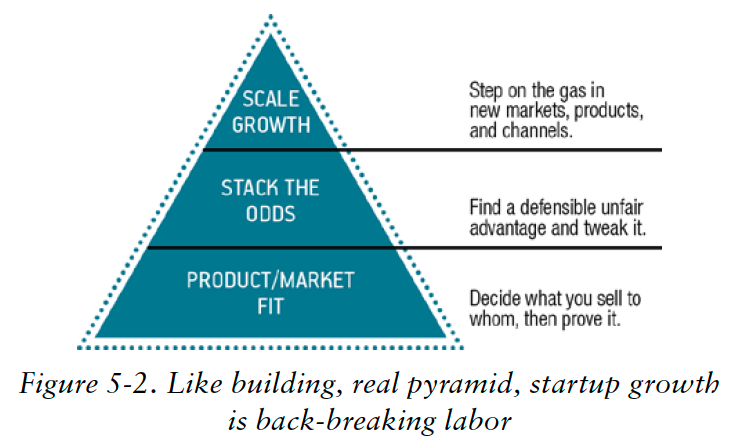 SCALE
GROWTH
Step on the gas in
new markets, products,
and channels.
STACK THE
ODDS
Find a defensible unfair
advantage and tweak it.
PRODUCT/MARKET
FIT
Decide what you sell to
whom, then prove it.
Figure 5-2. Like building, real pyramid, startup growth
is back-breaking labor